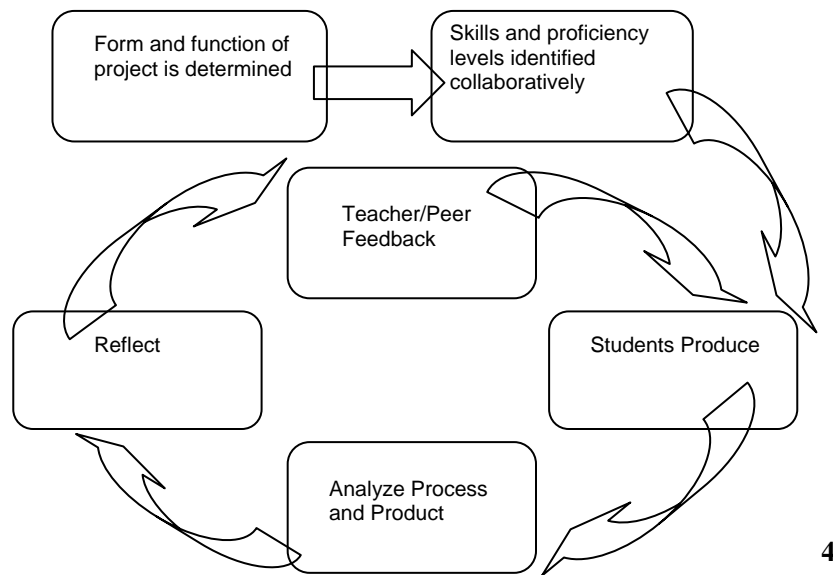 Form and function of
project is determined
Skills and proficiency
levels identified
collaboratively
Teacher/Peer
Feedback
Reflect
Students Produce
Analyze Process
and Product
4